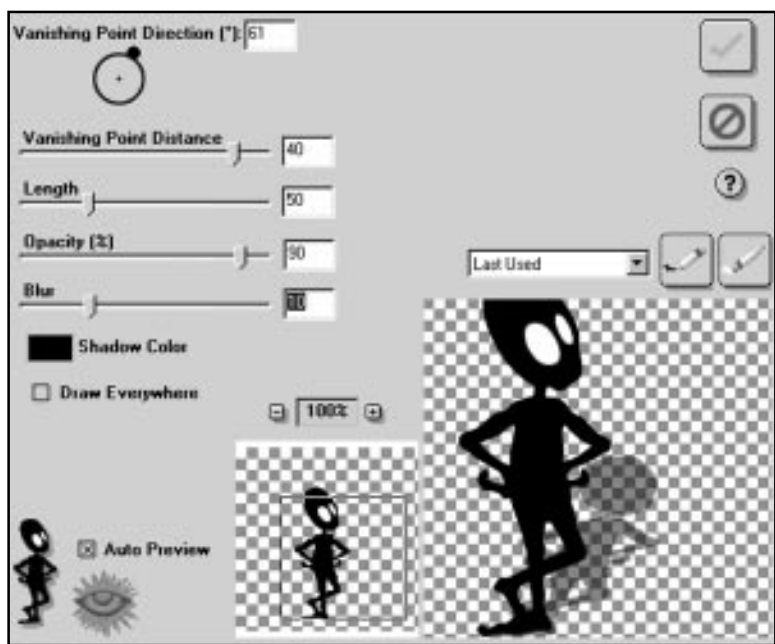 Vanishing Point Direction (°): 61
Vanishing Point Distance 40
Length 50
Opacity (%) 90
Last Used
Blur 10
Shadow Color
Draw Everywhere
100%
Auto Preview